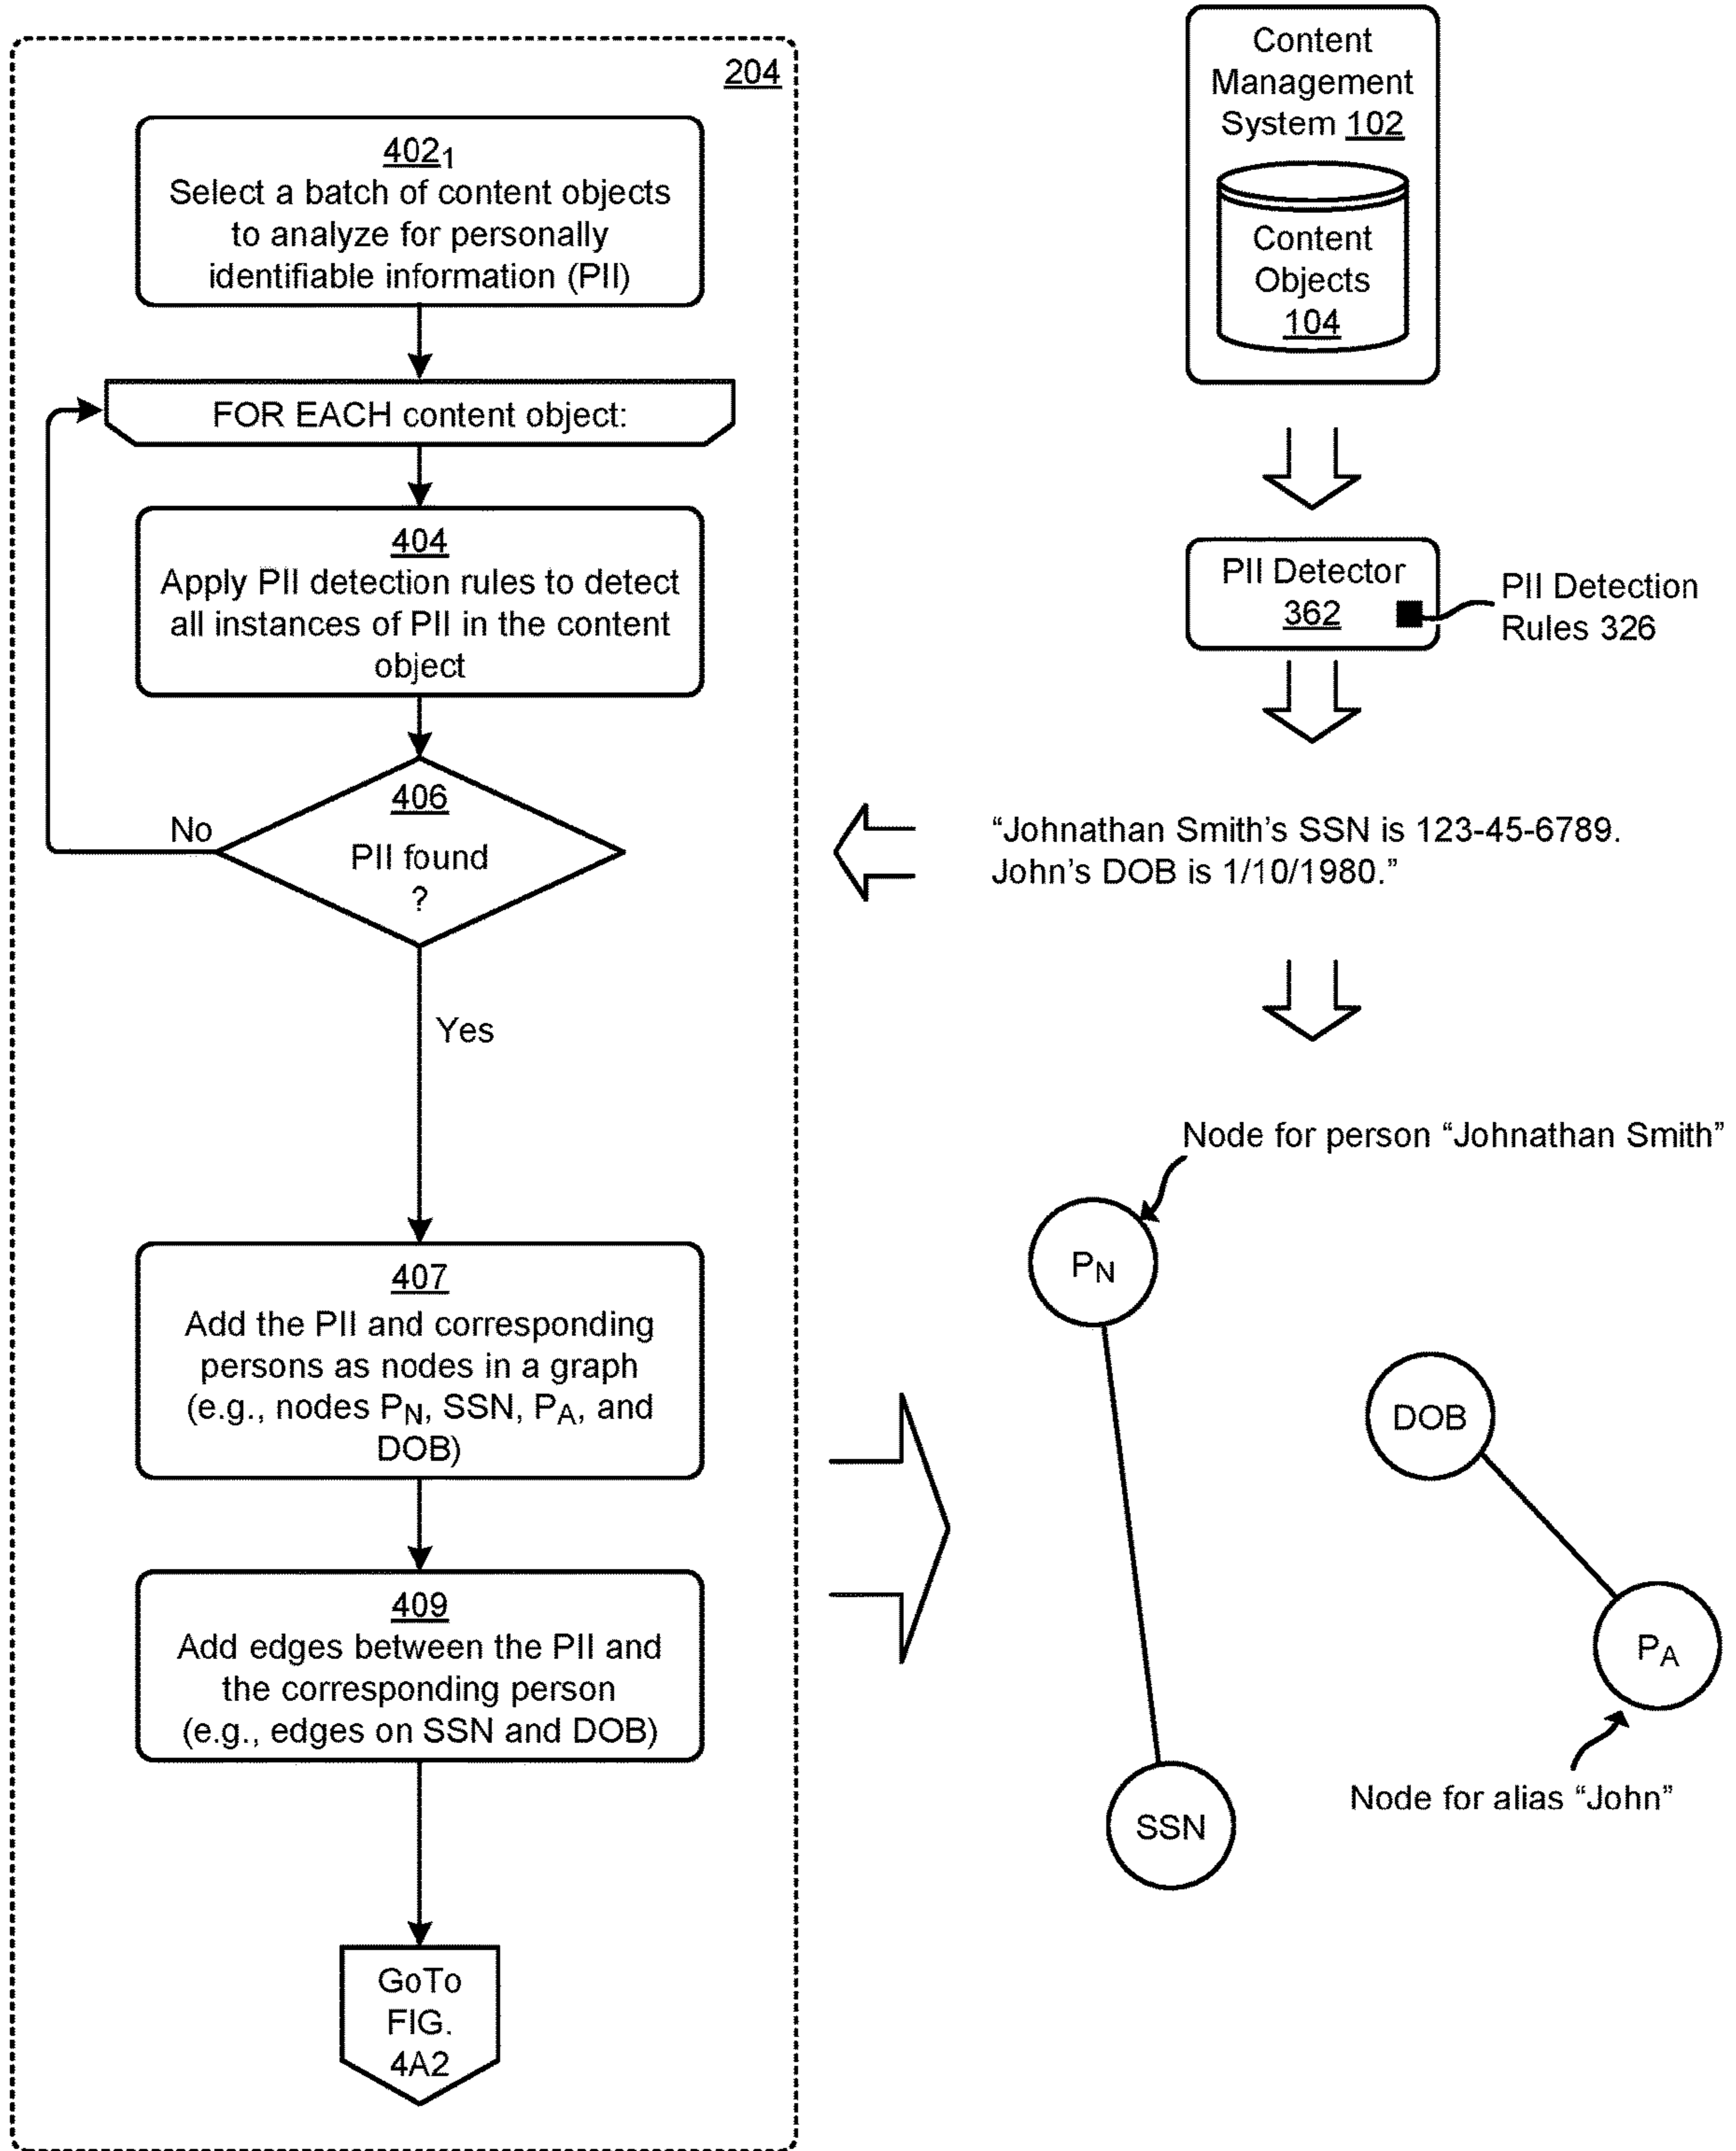 204
402₁
Select a batch of content objects
to analyze for personally
identifiable information (PII)
FOR EACH content object:
404
Apply PII detection rules to detect
all instances of PII in the content
object
406
PII found
?
No
Yes
407
Add the PII and corresponding
persons as nodes in a graph
(e.g., nodes P_N, SSN, P_A, and
DOB)
409
Add edges between the PII and
the corresponding person
(e.g., edges on SSN and DOB)
GoTo
FIG.
4A2
Content
Management
System 102
Content
Objects
104
PII Detector
362
PII Detection
Rules 326
“Johnathan Smith’s SSN is 123-45-6789.
John’s DOB is 1/10/1980.”
Node for person “Johnathan Smith”
P_N
DOB
P_A
SSN
Node for alias “John”